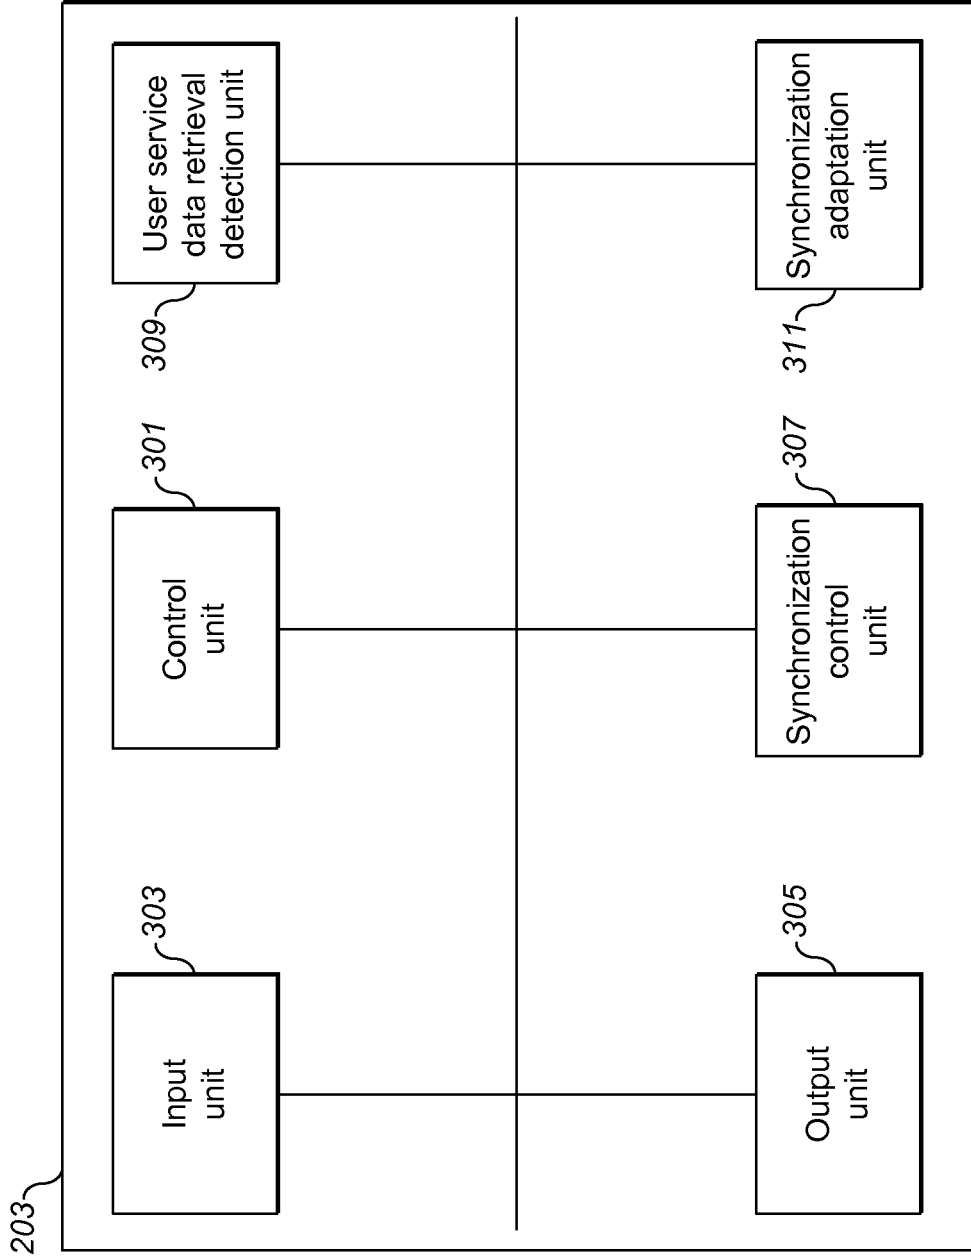 203
Input
unit
303
Control
unit
301
309
User service
data retrieval
detection unit
Output
unit
305
Synchronization
control
unit
307
311
Synchronization
adaptation
unit